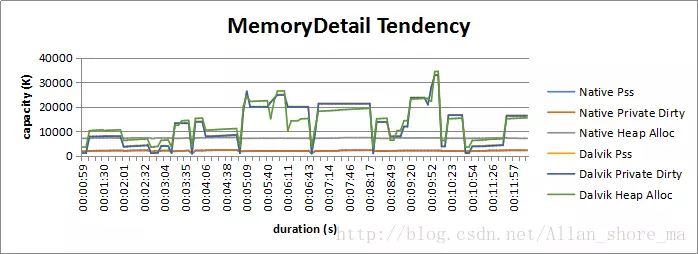 MemoryDetail Tendency
capacity (K)
40000
30000
20000
10000
0
00:00:59
00:01:30
00:02:01
00:02:32
00:03:04
00:03:35
00:04:06
00:04:38
00:05:09
00:05:40
00:06:11
00:06:43
00:07:14
00:07:46
00:08:17
00:08:49
00:09:20
00:09:52
00:10:23
00:10:54
00:11:26
00:11:57
duration (s)
Native Pss
Native Private Dirty
Native Heap Alloc
Dalvik Pss
Dalvik Private Dirty
Dalvik Heap Alloc
http://blog.csdn.net/Allan_shore_ma